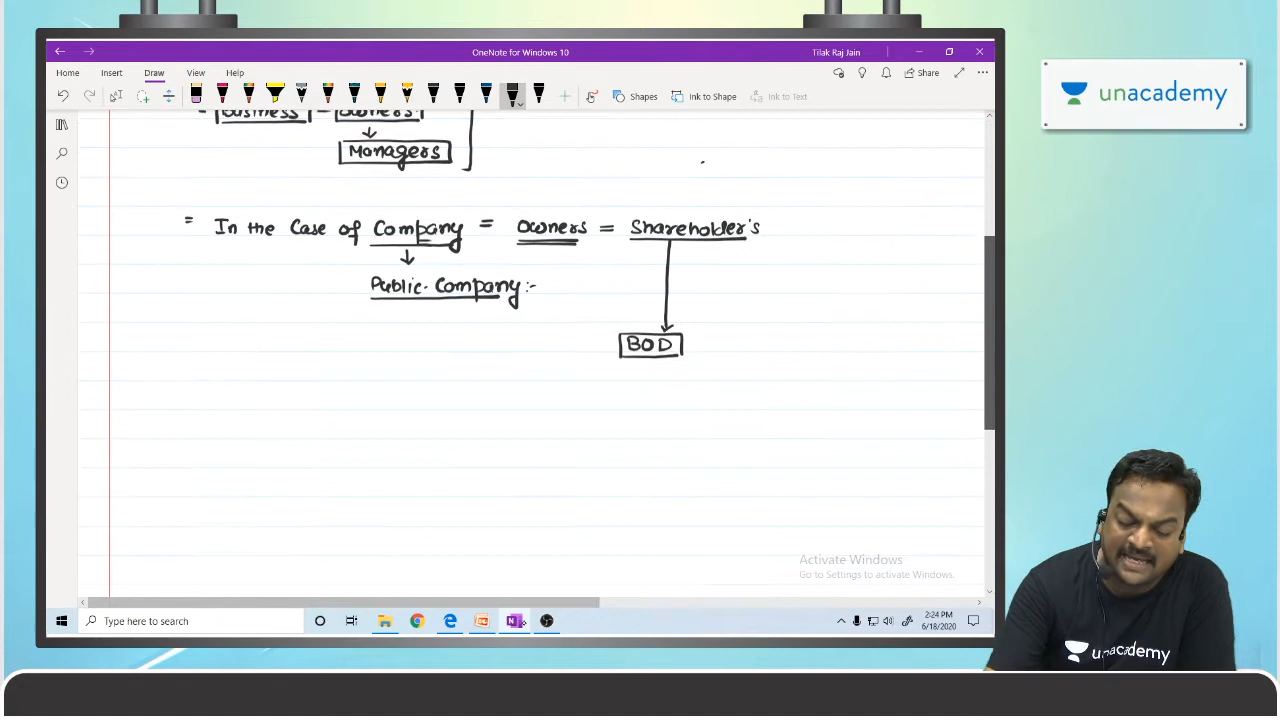 OneNote for Windows 10
Tilak Raj Jain
Home Insert Draw View Help
Share
Shapes
Ink to Shape
Ink to Text
= Business = Owners
Managers
= In the Case of Company = Owners = Shareholder's
Public Company :-
BOD
Activate Windows
Go to Settings to activate Windows.
Type here to search
2:24 PM
6/18/2020
unacademy
unacademy